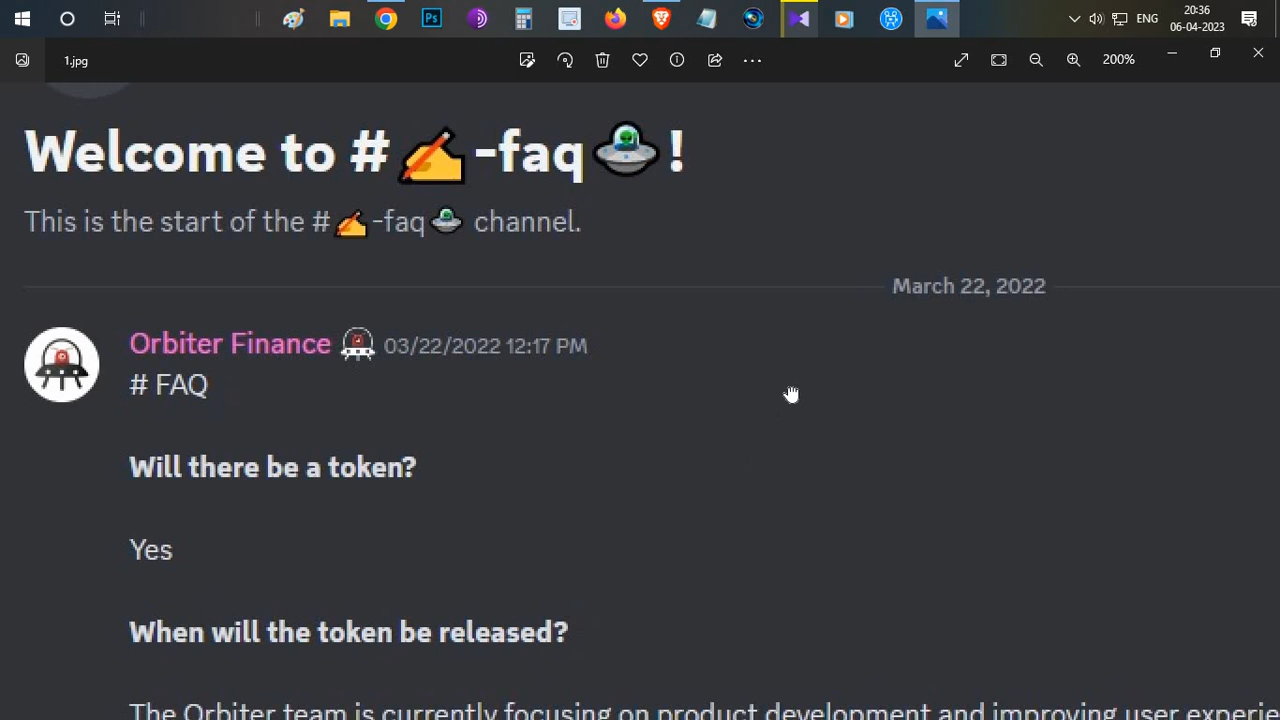 ENG
20:36
06-04-2023
1.jpg
200%
Welcome to #✍️-faq🛸!
This is the start of the #✍️-faq🛸 channel.
March 22, 2022
Orbiter Finance 03/22/2022 12:17 PM
# FAQ
Will there be a token?
Yes
When will the token be released?
The Orbiter team is currently focusing on product development and improving user experie